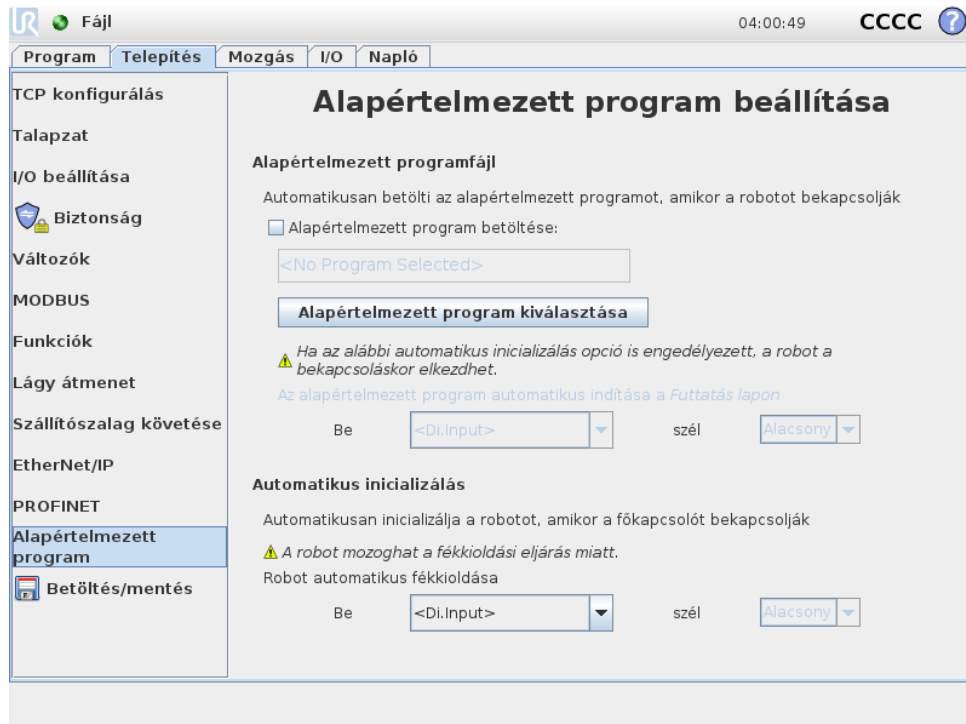 UR Fájl 04:00:49 CCCC ?
Program Telepítés Mozgás I/O Napló
TCP konfigurálás
Talapzat
I/O beállítása
Biztonság
Változók
MODBUS
Funkciók
Lágy átmenet
Szállítószalag követése
EtherNet/IP
PROFINET
Alapértelmezett
program
Betöltés/mentés
Alapértelmezett program beállítása
Alapértelmezett programfájl
Automatikusan betölti az alapértelmezett programot, amikor a robotot bekapcsolják
Alapértelmezett program betöltése:
<No Program Selected>
Alapértelmezett program kiválasztása
Ha az alábbi automatikus inicializálás opció is engedélyezett, a robot a
bekapcsoláskor elkezdhet.
Az alapértelmezett program automatikus indítása a Futtatás lapon
Be <Di.Input> szél Alacsony
Automatikus inicializálás
Automatikusan inicializálja a robotot, amikor a főkapcsolót bekapcsolják
A robot mozoghat a fékkioldási eljárás miatt.
Robot automatikus fékkioldása
Be <Di.Input> szél Alacsony